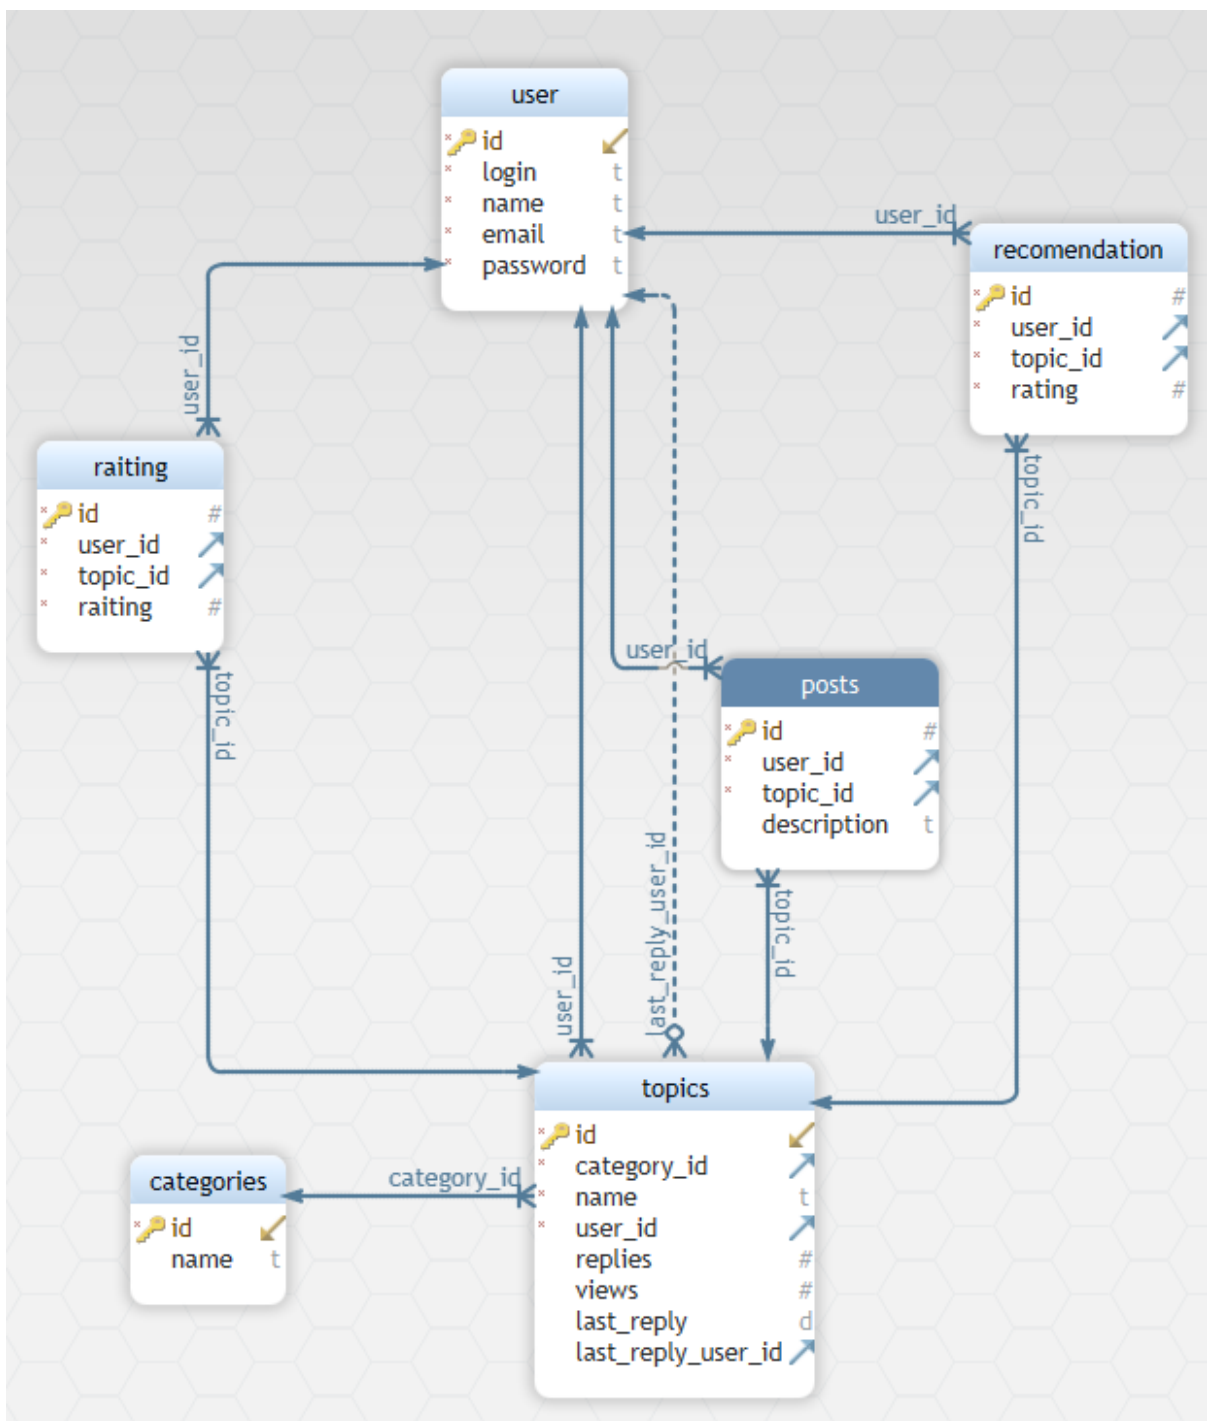 user
id
login t
name t
email t
password t
user_id
recomendation
id #
user_id
topic_id
rating #
user_id
raiting
id #
user_id
topic_id
raiting #
topic_id
topic_id
user_id
posts
id #
user_id
topic_id
description t
last_reply_user_id
topic_id
user_id
topics
id
category_id
name t
user_id
replies #
views #
last_reply d
last_reply_user_id
category_id
categories
id
name t